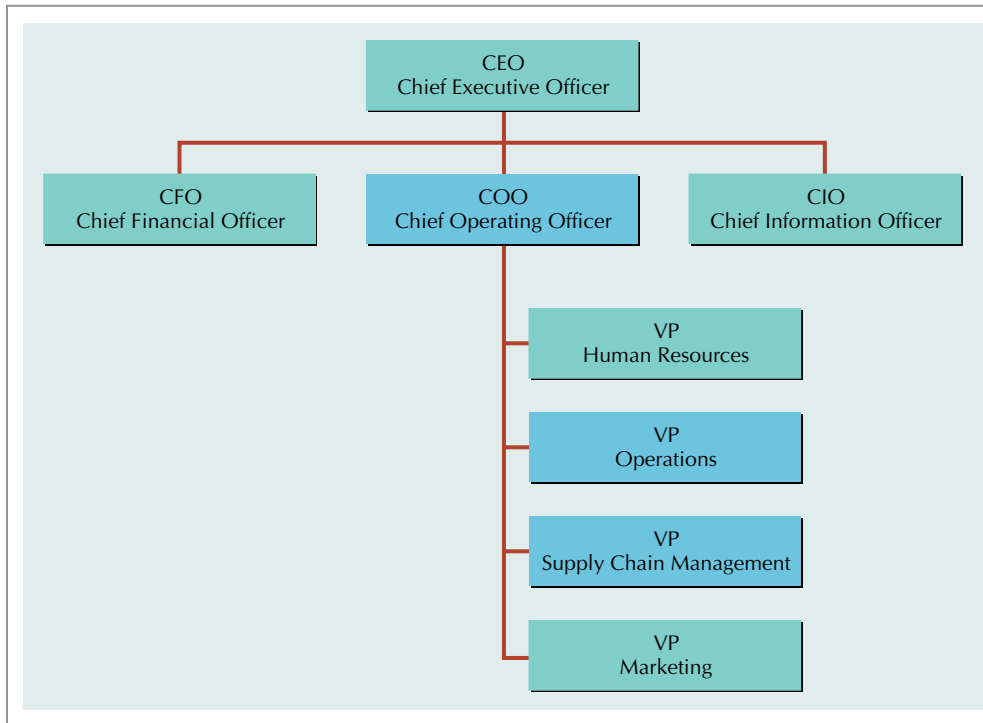 CEO
Chief Executive Officer
CFO
Chief Financial Officer
COO
Chief Operating Officer
CIO
Chief Information Officer
VP
Human Resources
VP
Operations
VP
Supply Chain Management
VP
Marketing